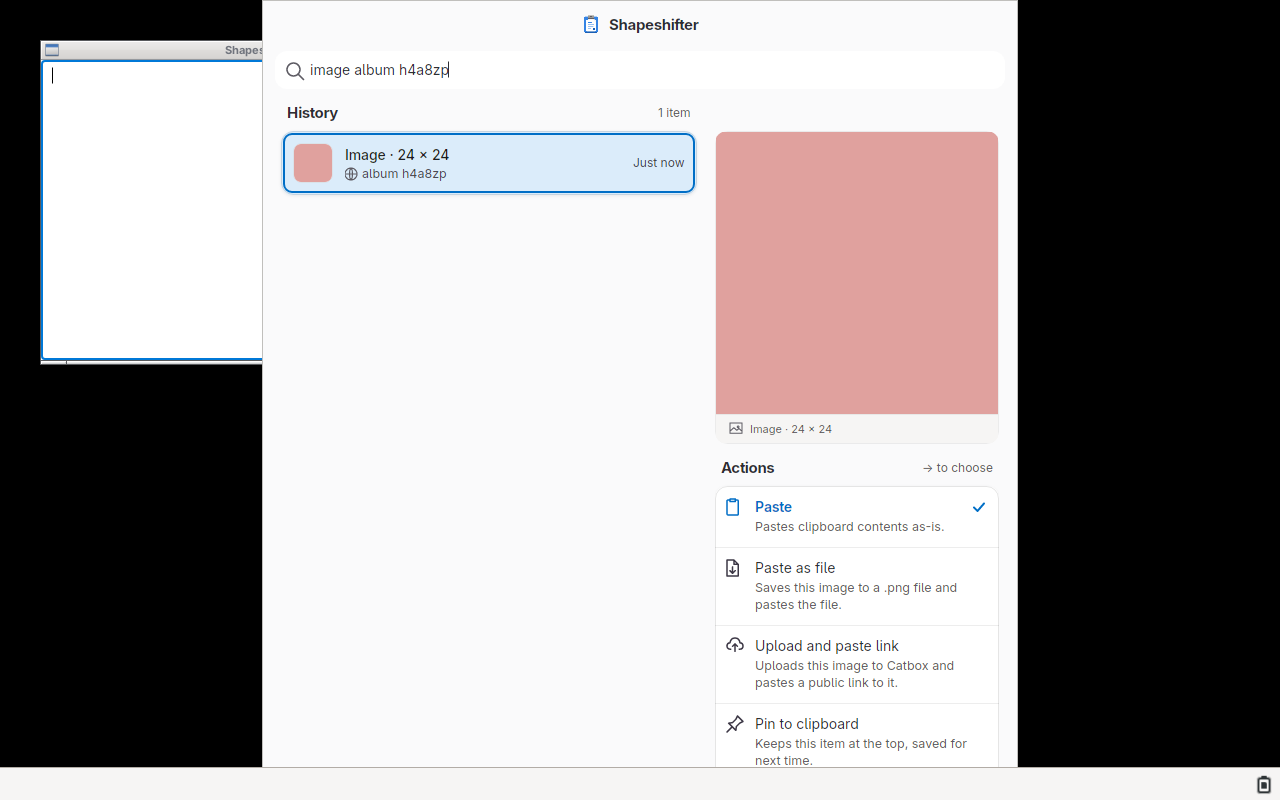 Shapeshifter
Shapes
image album h4a8zp
History
1 item
Image · 24 × 24
album h4a8zp
Just now
Image · 24 × 24
Actions
→ to choose
Paste
Pastes clipboard contents as-is.
Paste as file
Saves this image to a .png file and
pastes the file.
Upload and paste link
Uploads this image to Catbox and
pastes a public link to it.
Pin to clipboard
Keeps this item at the top, saved for
next time.